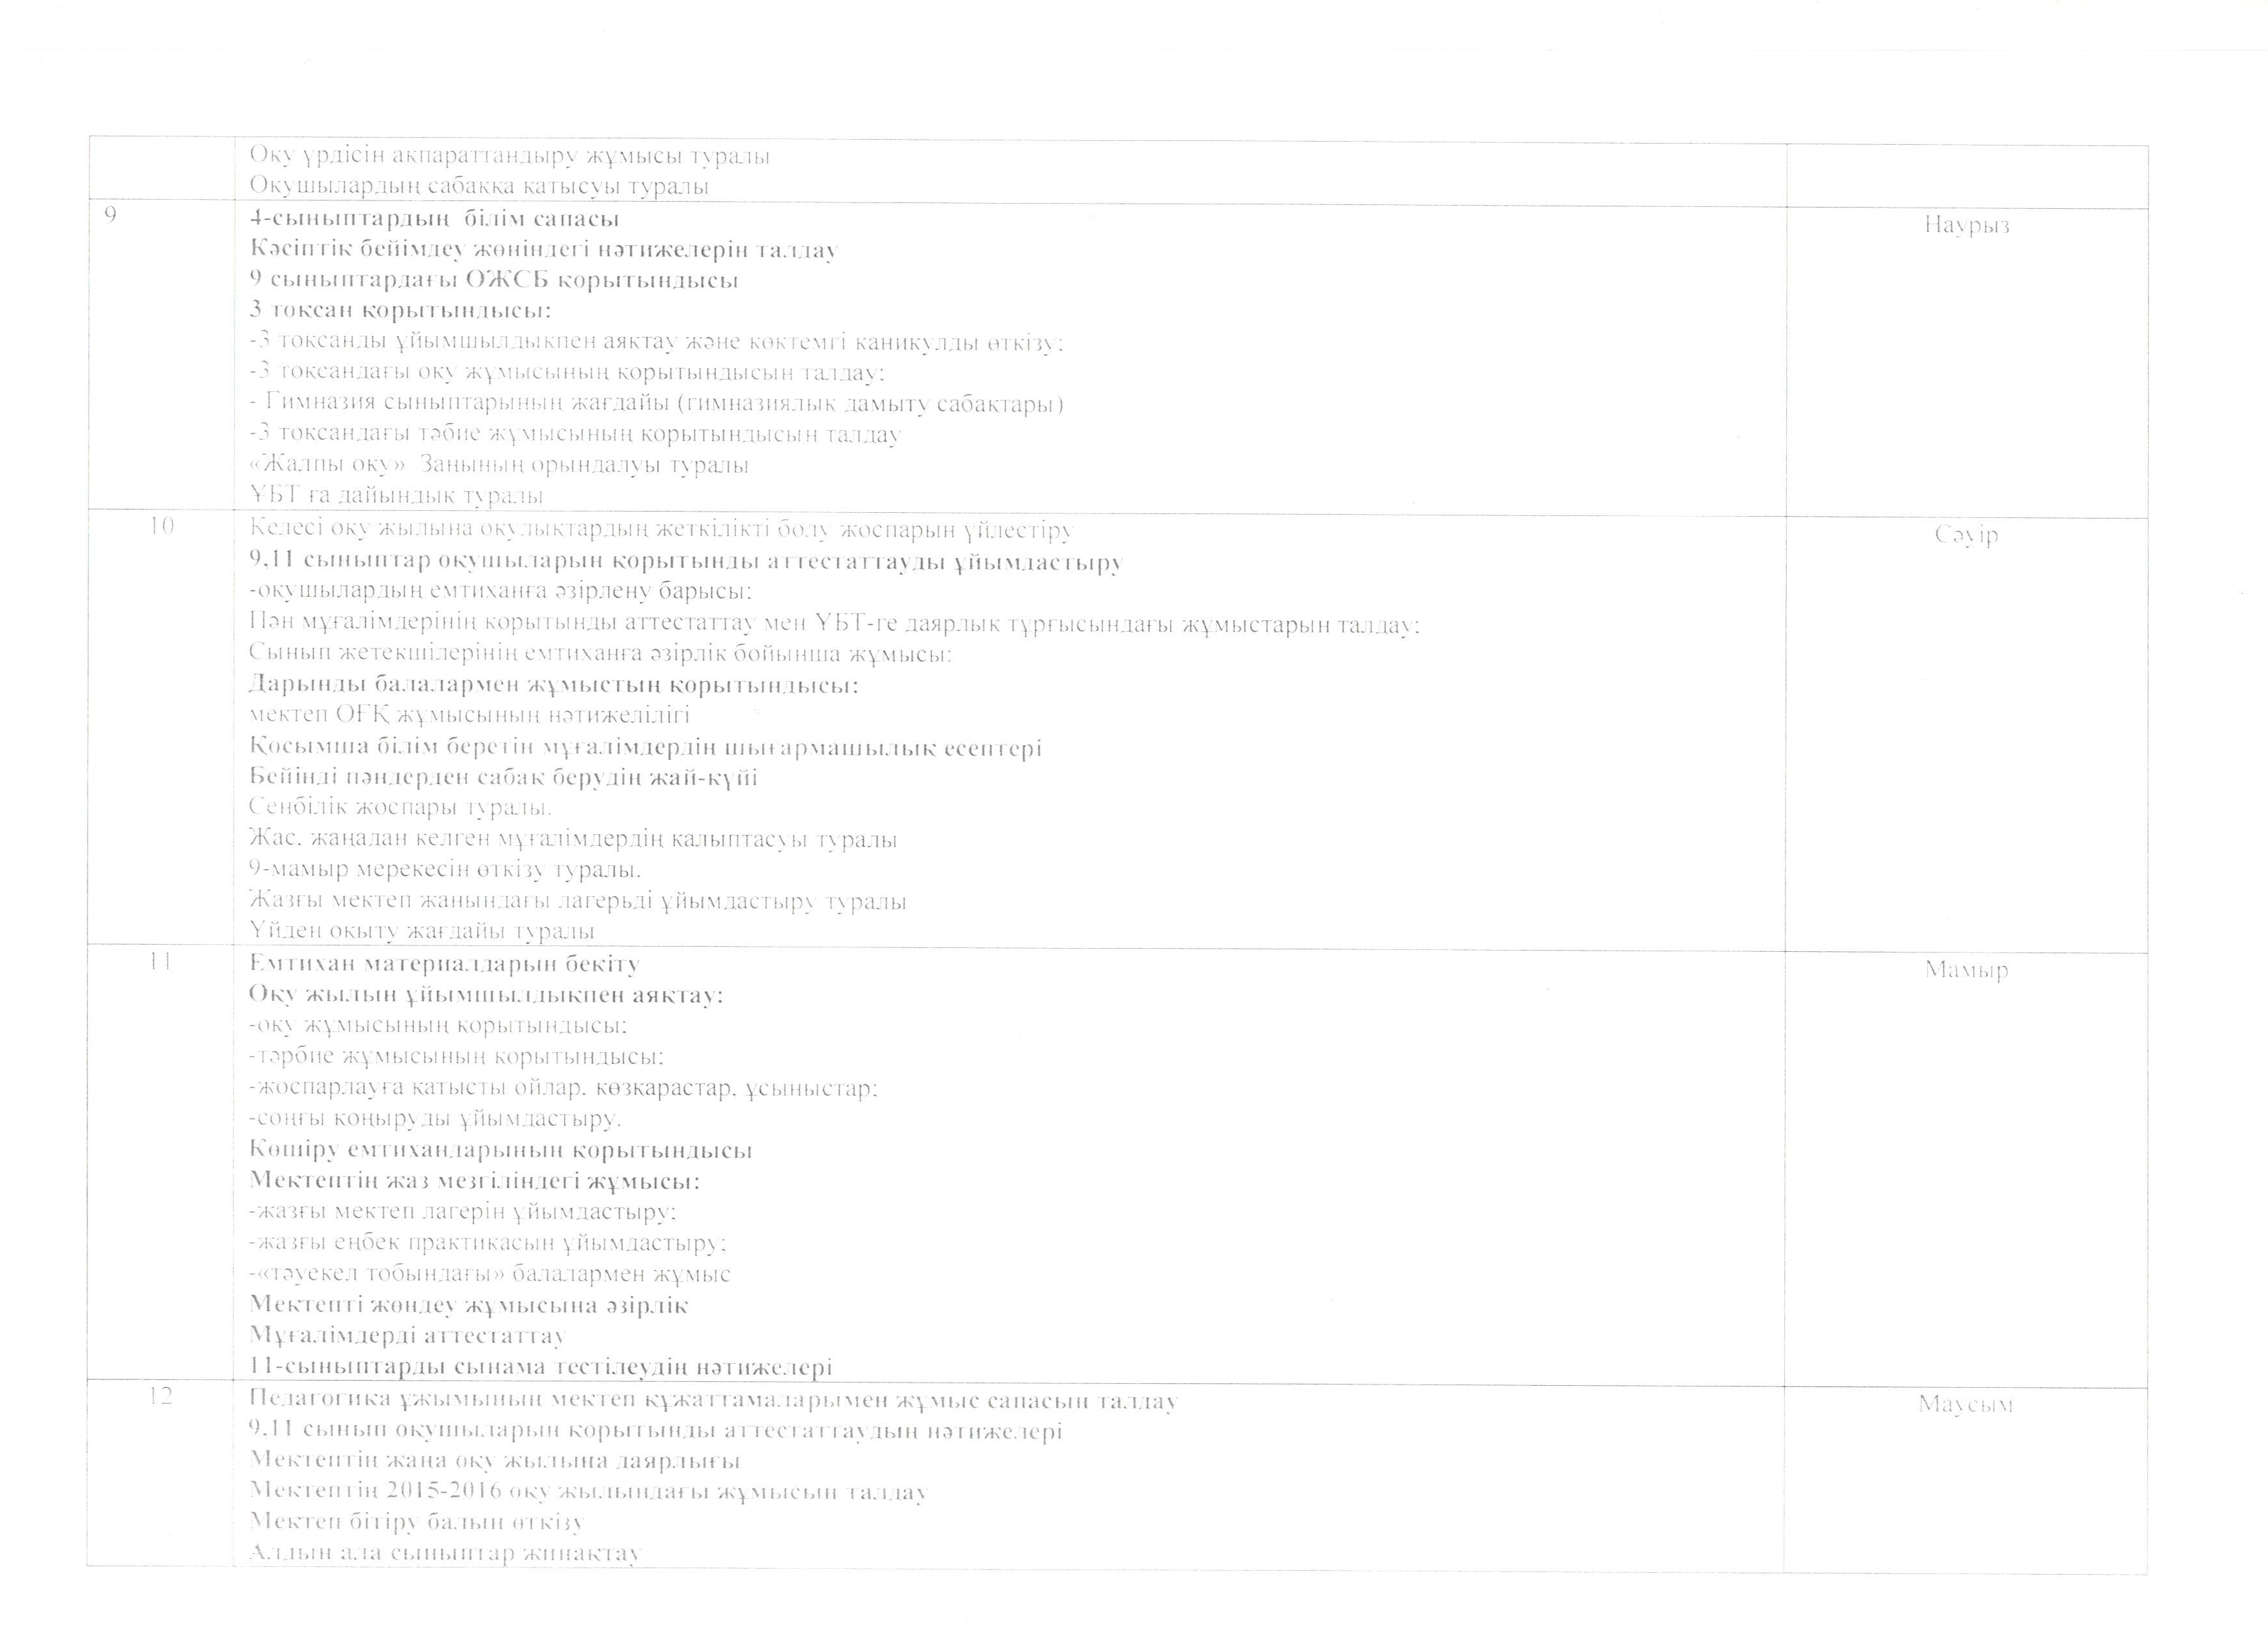 Оқу үрдісін ақпараттандыру жұмысы туралы
Оқушылардың сабаққа қатысуы туралы
9 4-сыныптардың білім сапасы Наурыз
Кәсіптік бейімдеу жөніндегі нәтижелерін талдау
9 сыныптардағы ОЖСБ қорытындысы
3 тоқсан қорытындысы:
-3 тоқсанды ұйымшылдықпен аяқтау және көктемгі каникулды өткізу;
-3 тоқсандағы оқу жұмысының қорытындысын талдау;
- Гимназия сыныптарының жағдайы (гимназиялық дамыту сабақтары)
-3 тоқсандағы тәбие жұмысының қорытындысын талдау
«Жалпы оқу» Заңының орындалуы туралы
ҰБТ ға дайындық туралы
10 Келесі оқу жылына оқулықтардың жеткілікті болу жоспарын үйлестіру Сәуір
9,11 сыныптар оқушыларын қорытынды аттестаттауды ұйымдастыру
-оқушылардың емтиханға әзірлену барысы;
Пән мұғалімдерінің қорытынды аттестаттау мен ҰБТ-ге даярлық тұрғысындағы жұмыстарын талдау;
Сынып жетекшілерінің емтиханға әзірлік бойынша жұмысы;
Дарынды балалармен жұмыстың қорытындысы:
мектеп ОҒҚ жұмысының нәтижелілігі
Қосымша білім беретін мұғалімдердің шығармашылық есептері
Бейінді пәндерден сабақ берудің жай-күйі
Сенбілік жоспары туралы.
Жас, жаңадан келген мұғалімдердің қалыптасуы туралы
9-мамыр мерекесін өткізу туралы.
Жазғы мектеп жанындағы лагерьді ұйымдастыру туралы
Үйден оқыту жағдайы туралы
11 Емтихан материалдарын бекіту Мамыр
Оқу жылын ұйымшылдықпен аяқтау:
-оқу жұмысының қорытындысы;
-тәрбие жұмысының қорытындысы;
-жоспарлауға қатысты ойлар, көзқарастар, ұсыныстар;
-соңғы қоңыруды ұйымдастыру.
Көшіру емтихандарының қорытындысы
Мектептің жаз мезгіліндегі жұмысы:
-жазғы мектеп лагерін ұйымдастыру;
-жазғы еңбек практикасын ұйымдастыру;
-«тәуекел тобындағы» балалармен жұмыс
Мектепті жөндеу жұмысына әзірлік
Мұғалімдерді аттестаттау
11-сыныптарды сынама тестілеудің нәтижелері
12 Педагогика ұжымының мектеп құжаттамаларымен жұмыс сапасын талдау Маусым
9,11 сынып оқушыларын қорытынды аттестаттаудың нәтижелері
Мектептің жаңа оқу жылына даярлығы
Мектептің 2015-2016 оқу жылындағы жұмысын талдау
Мектеп бітіру балын өткізу
Алдын ала сыныптар жинақтау